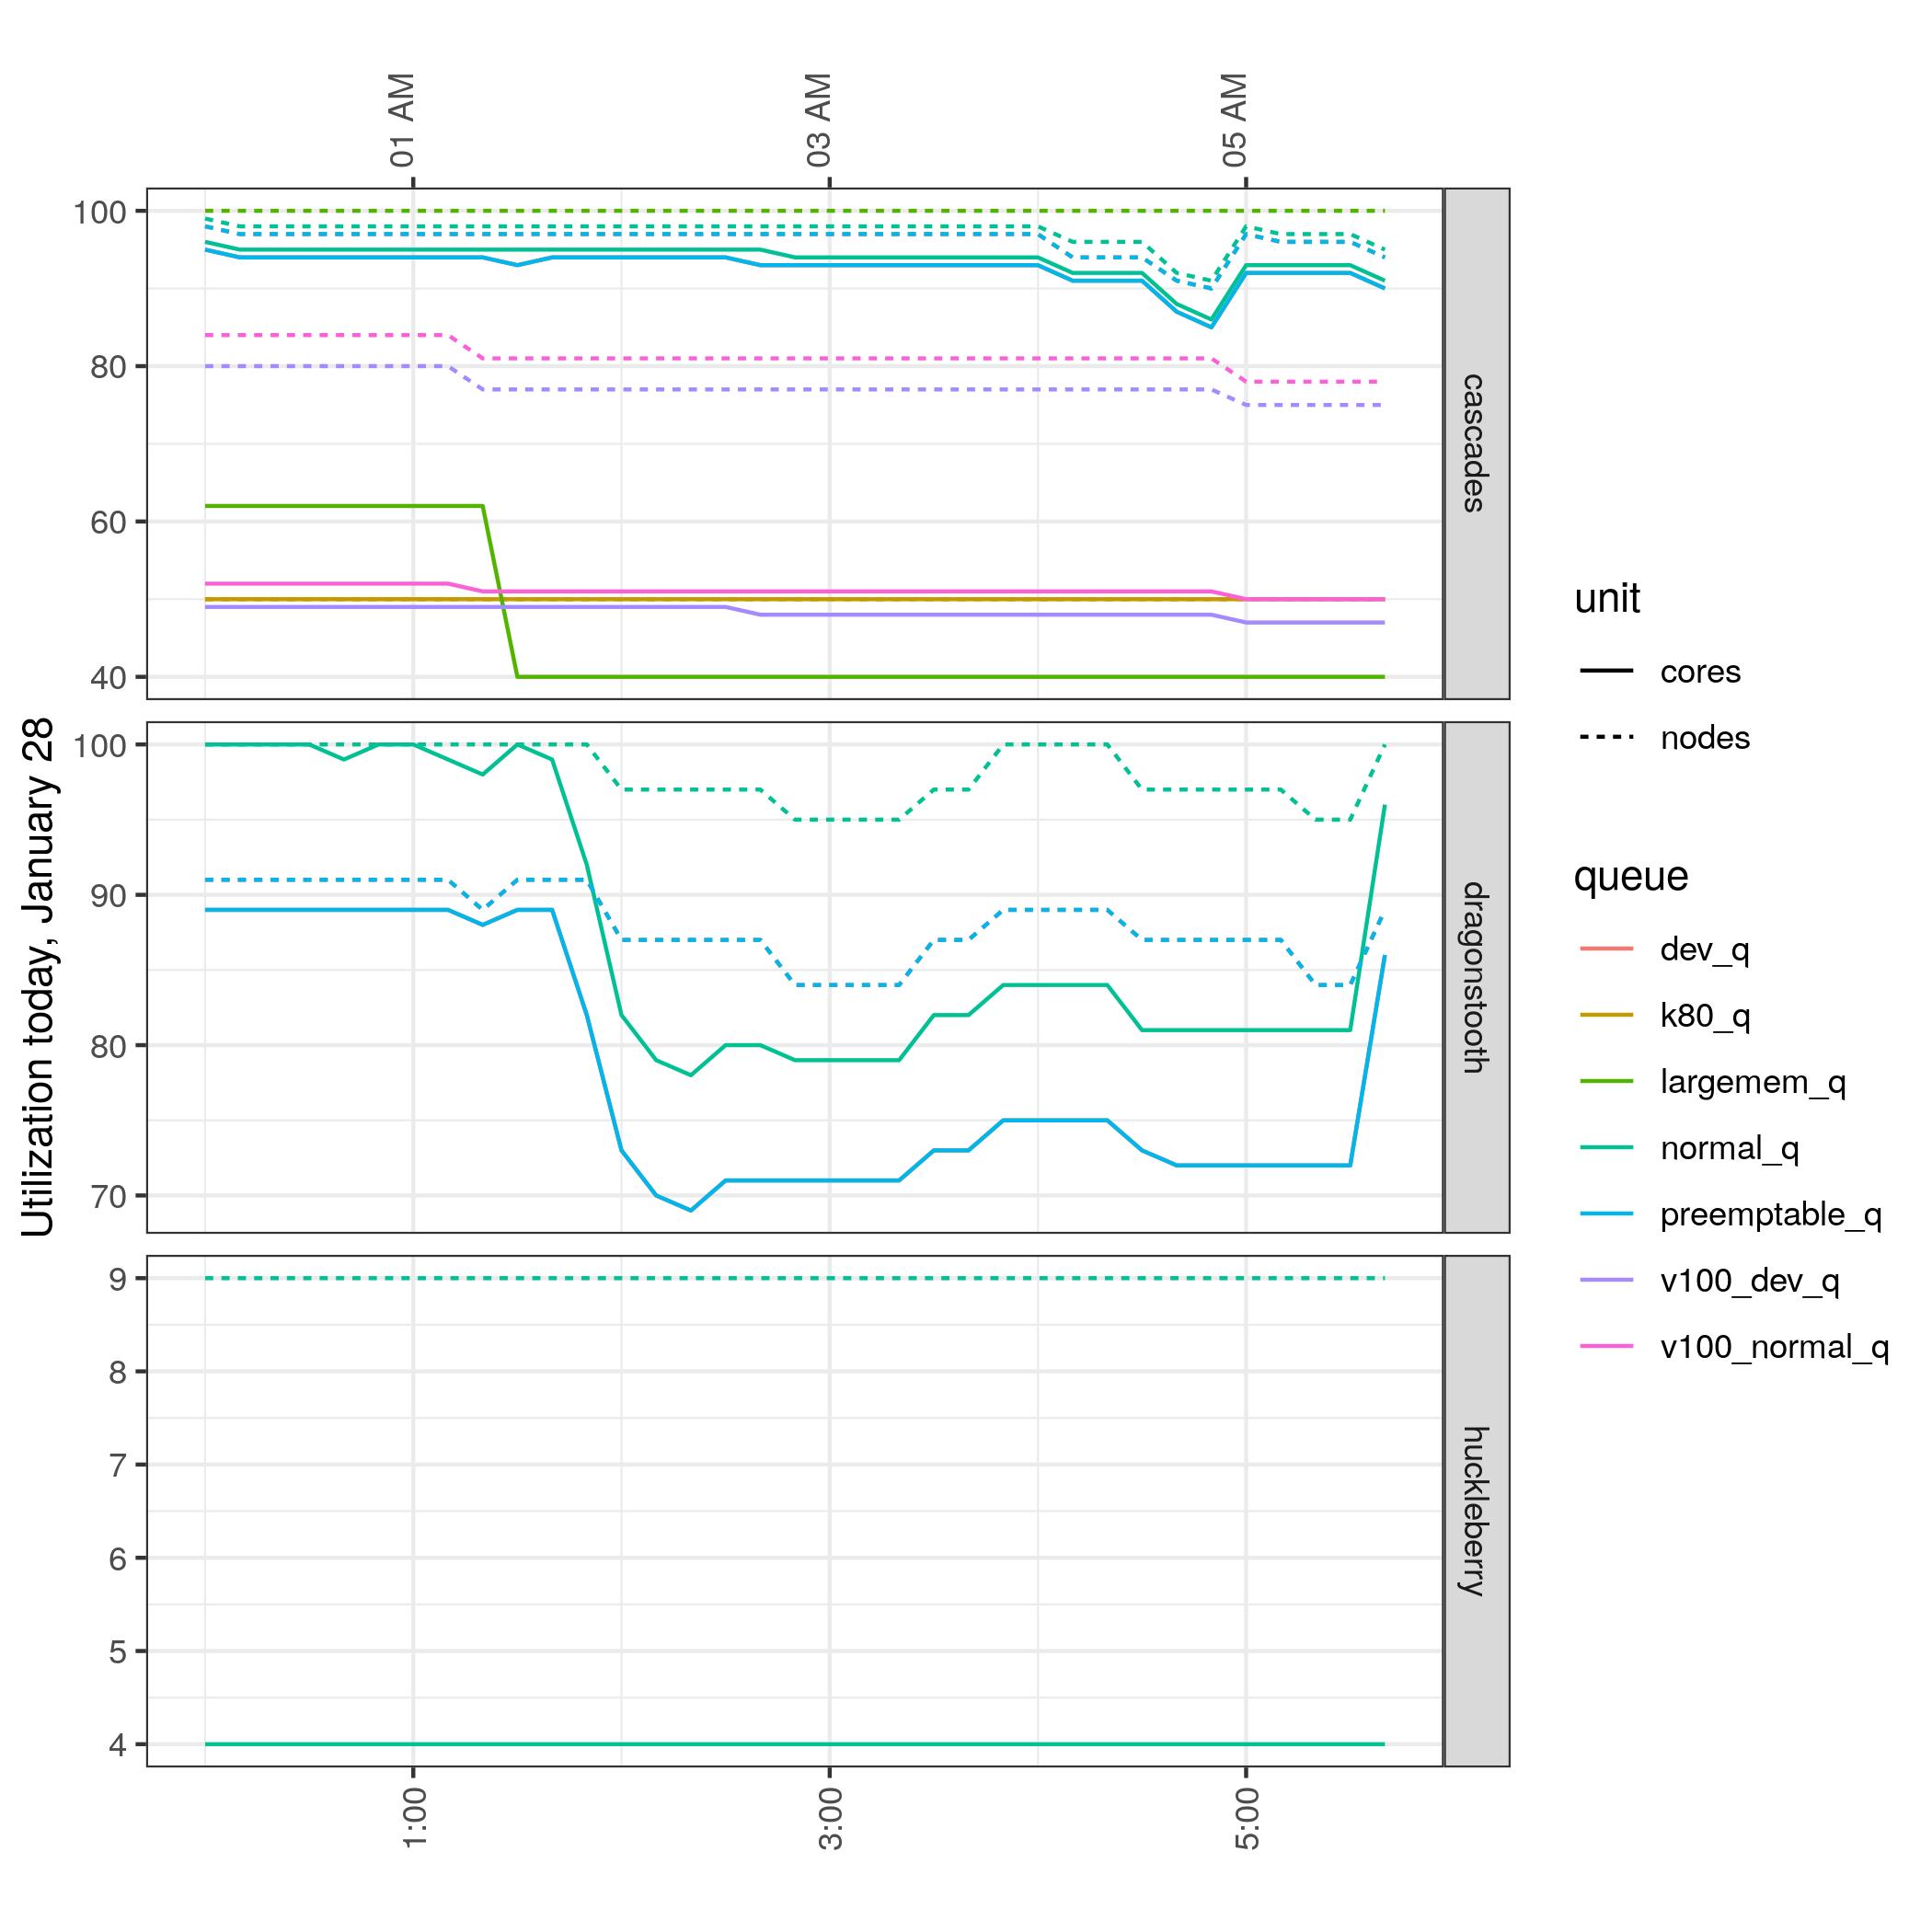 01 AM
03 AM
05 AM
Utilization today, January 28
100
80
60
40
cascades
100
90
80
70
dragonstooth
9
8
7
6
5
4
huckleberry
1:00
3:00
5:00
unit
cores
nodes
queue
dev_q
k80_q
largemem_q
normal_q
preemptable_q
v100_dev_q
v100_normal_q